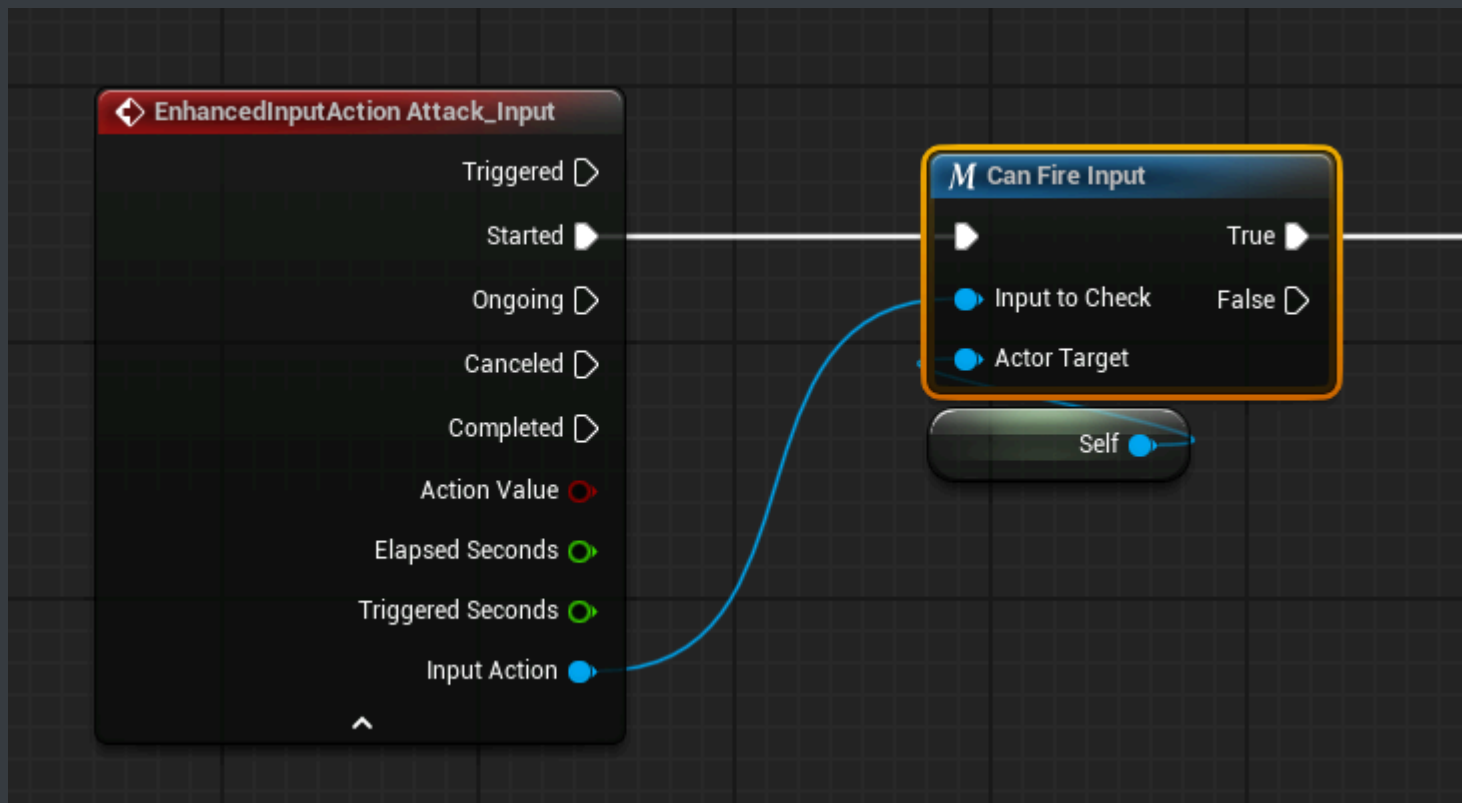 EnhancedInputAction Attack_Input
Triggered
Started
Ongoing
Canceled
Completed
Action Value
Elapsed Seconds
Triggered Seconds
Input Action
M Can Fire Input
True
Input to Check
False
Actor Target
Self